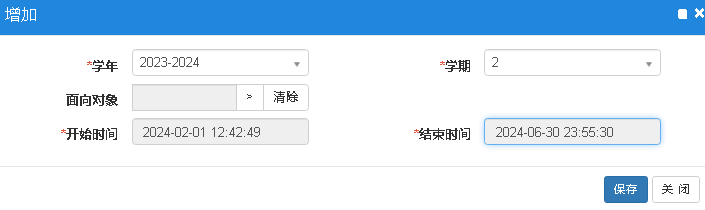 增加
*学年 2023-2024 *学期 2
面向对象 > 清除
*开始时间 2024-02-01 12:42:49 *结束时间 2024-06-30 23:55:30
保存 关 闭